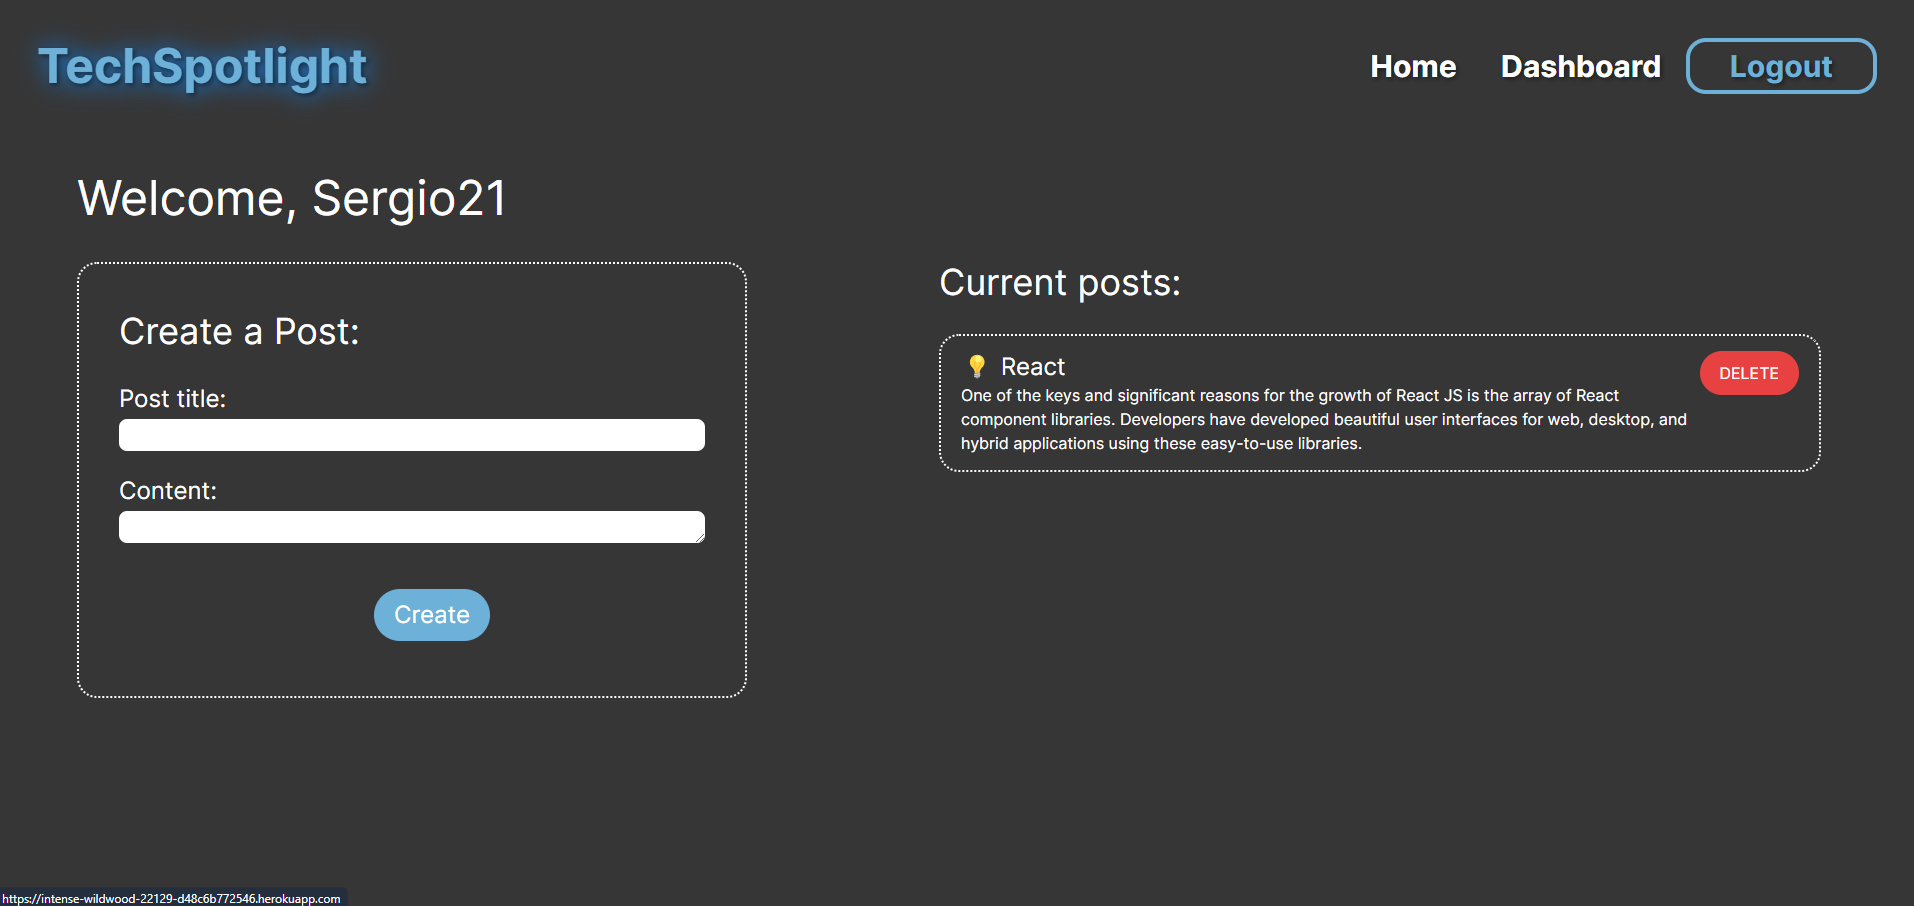 TechSpotlight
Home Dashboard Logout
Welcome, Sergio21
Create a Post:
Post title:
Content:
Create
Current posts:
💡 React
DELETE
One of the keys and significant reasons for the growth of React JS is the array of React
component libraries. Developers have developed beautiful user interfaces for web, desktop, and
hybrid applications using these easy-to-use libraries.
https://intense-wildwood-22129-d48c6b772546.herokuapp.com